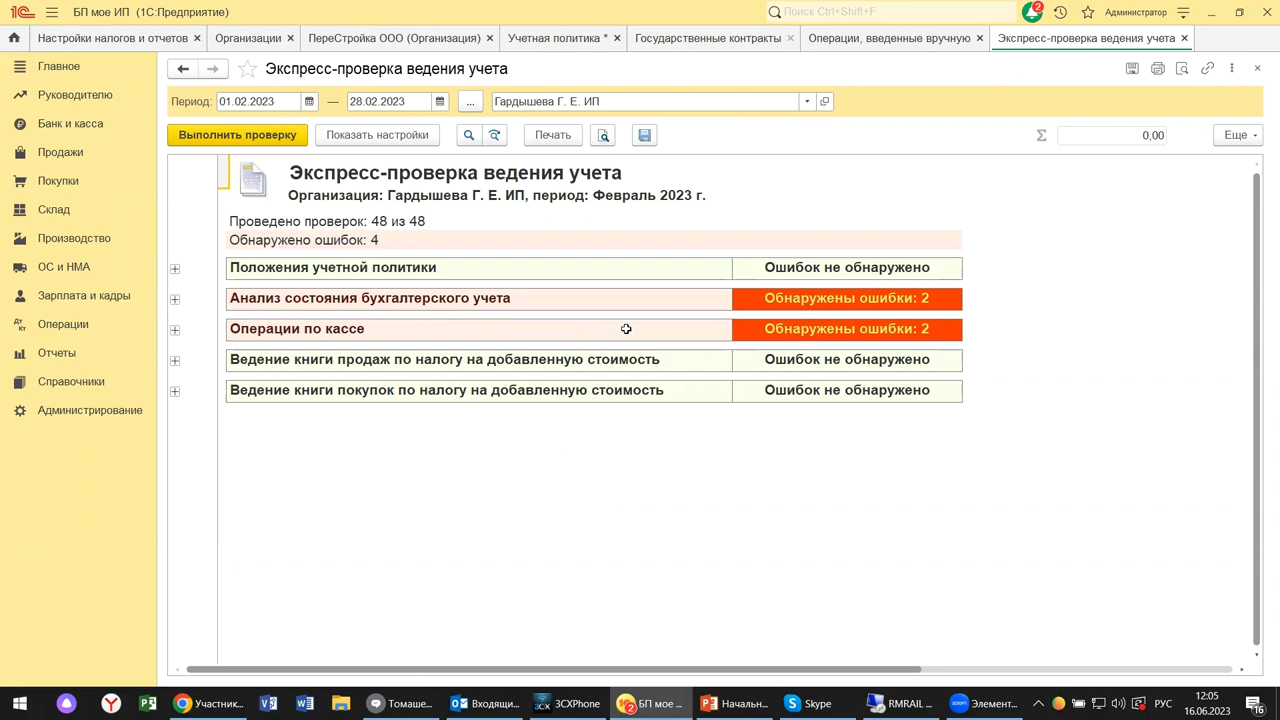 БП мое ИП (1С:Предприятие)
Поиск Ctrl+Shift+F
2
Администратор
Настройки налогов и отчетов
Организации
ПереСтройка ООО (Организация)
Учетная политика *
Государственные контракты
Операции, введенные вручную
Экспресс-проверка ведения учета
Главное
Руководителю
Банк и касса
Продажи
Покупки
Склад
Производство
ОС и НМА
Зарплата и кадры
Операции
Отчеты
Справочники
Администрирование
Экспресс-проверка ведения учета
Период: 01.02.2023 — 28.02.2023 ... Гардышева Г. Е. ИП
Выполнить проверку Показать настройки Печать Σ 0,00 Еще
Экспресс-проверка ведения учета
Организация: Гардышева Г. Е. ИП, период: Февраль 2023 г.
Проведено проверок: 48 из 48
Обнаружено ошибок: 4
Положения учетной политики Ошибок не обнаружено
Анализ состояния бухгалтерского учета Обнаружены ошибки: 2
Операции по кассе Обнаружены ошибки: 2
Ведение книги продаж по налогу на добавленную стоимость Ошибок не обнаружено
Ведение книги покупок по налогу на добавленную стоимость Ошибок не обнаружено
Участник...
Томаше...
Входящи...
3CXPhone
БП мое ...
Начальн...
Skype
RMRAIL ...
Элемент...
РУС
12:05
16.06.2023
16